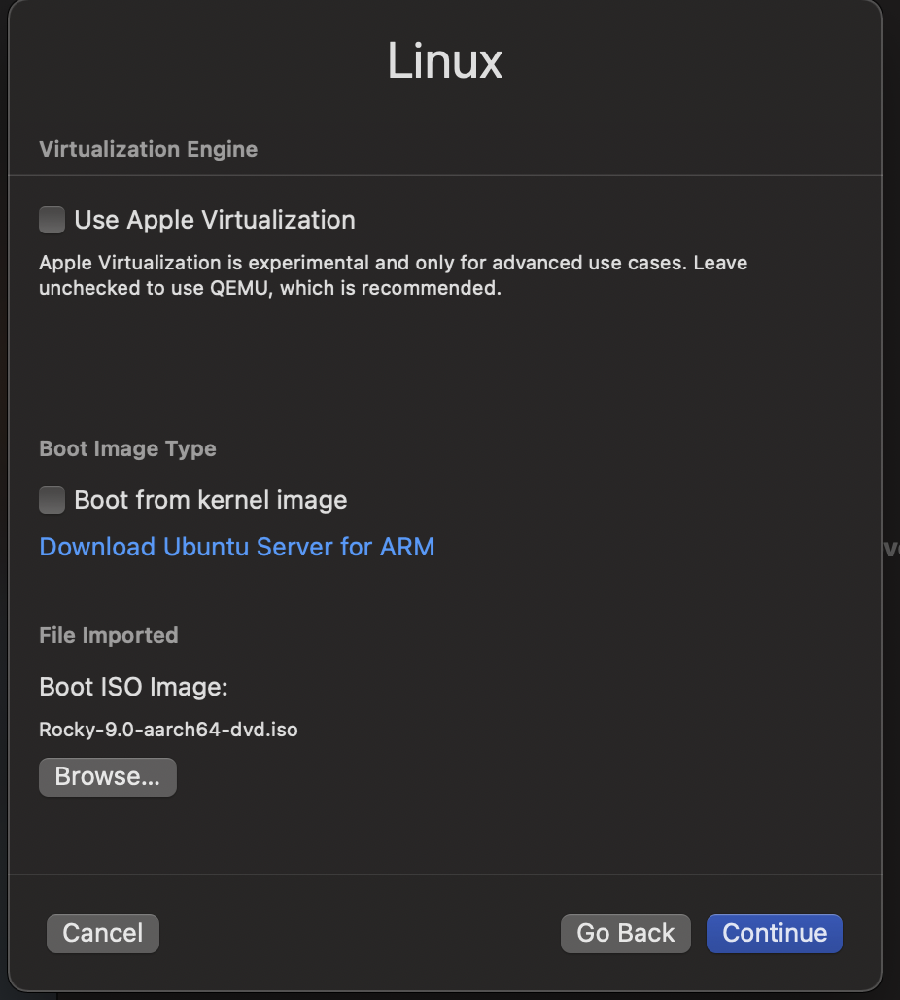 Linux
Virtualization Engine
Use Apple Virtualization
Apple Virtualization is experimental and only for advanced use cases. Leave
unchecked to use QEMU, which is recommended.
Boot Image Type
Boot from kernel image
Download Ubuntu Server for ARM
File Imported
Boot ISO Image:
Rocky-9.0-aarch64-dvd.iso
Browse...
Cancel
Go Back
Continue